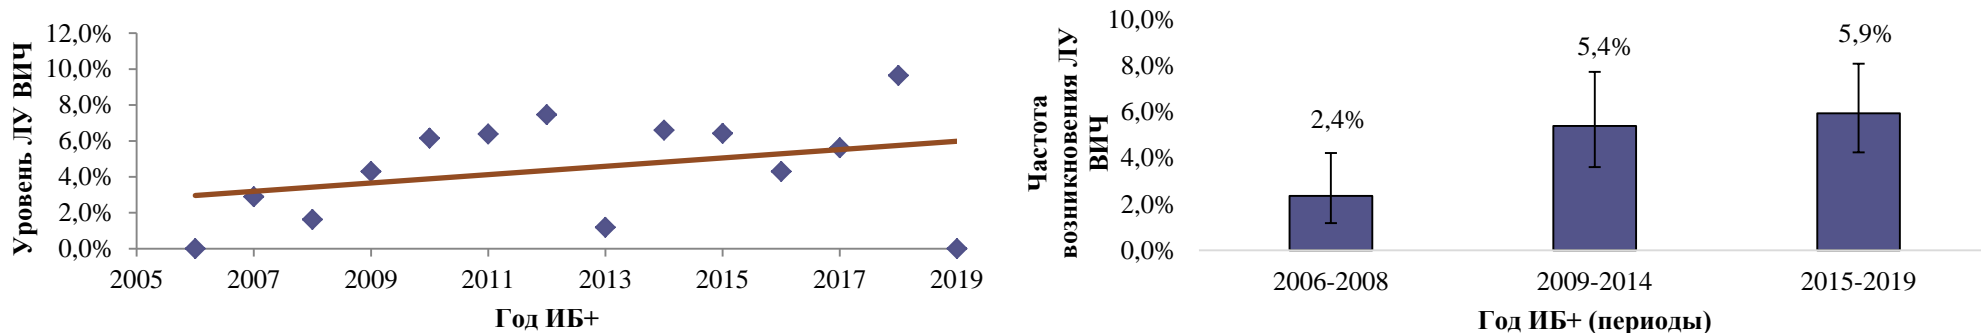 Уровень ЛУ ВИЧ
12,0%
10,0%
8,0%
6,0%
4,0%
2,0%
0,0%
2005 2007 2009 2011 2013 2015 2017 2019
Год ИБ+
Частота
возникновения ЛУ
ВИЧ
10,0%
8,0%
6,0%
4,0%
2,0%
0,0%
2,4%
5,4%
5,9%
2006-2008 2009-2014 2015-2019
Год ИБ+ (периоды)